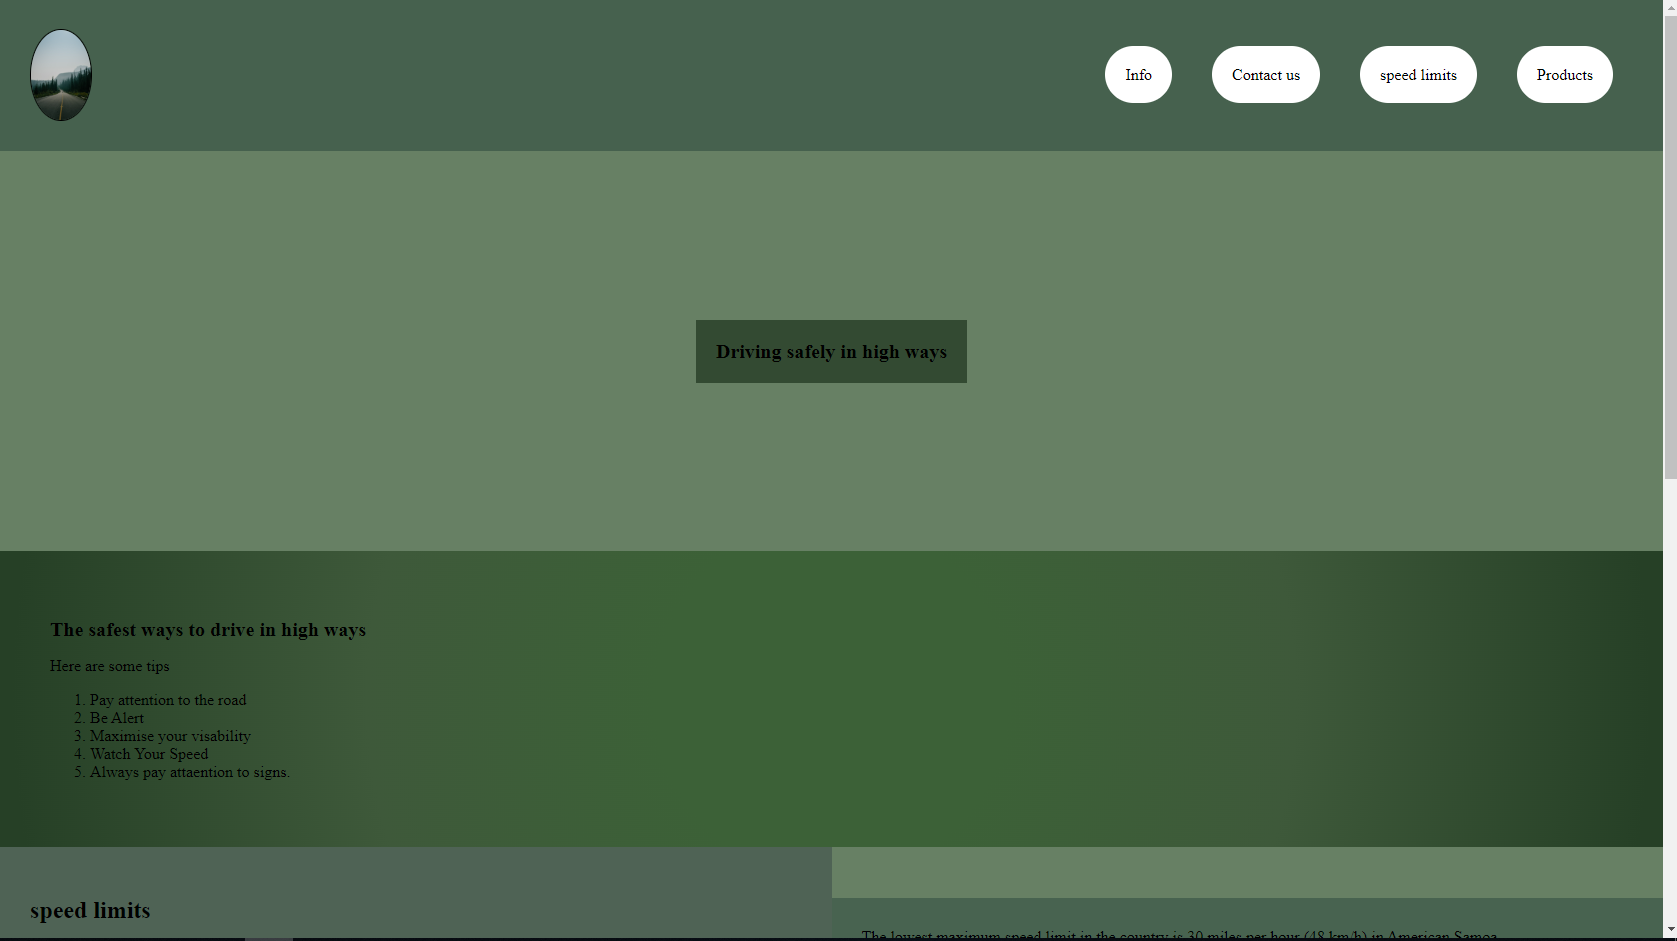 Info
Contact us
speed limits
Products
Driving safely in high ways
The safest ways to drive in high ways
Here are some tips
1. Pay attention to the road
2. Be Alert
3. Maximise your visability
4. Watch Your Speed
5. Always pay attaention to signs.
speed limits
The lowest maximum speed limit in the country is 30 miles per hour (48 km/h) in American Samoa